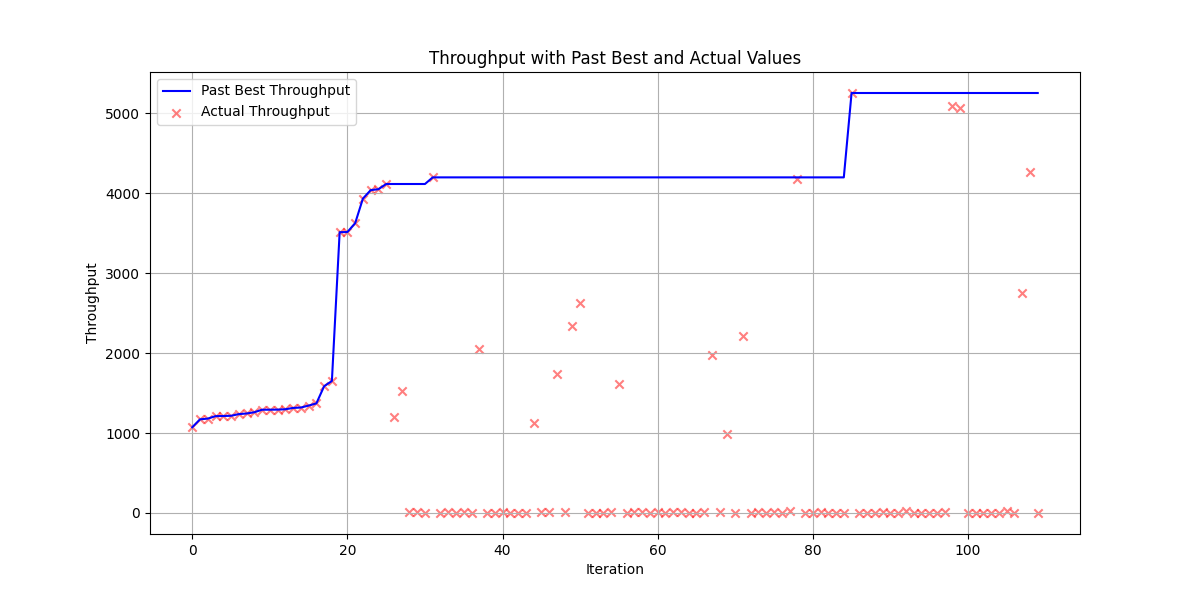 Throughput with Past Best and Actual Values
Past Best Throughput
Actual Throughput
Throughput
5000
4000
3000
2000
1000
0
0 20 40 60 80 100
Iteration